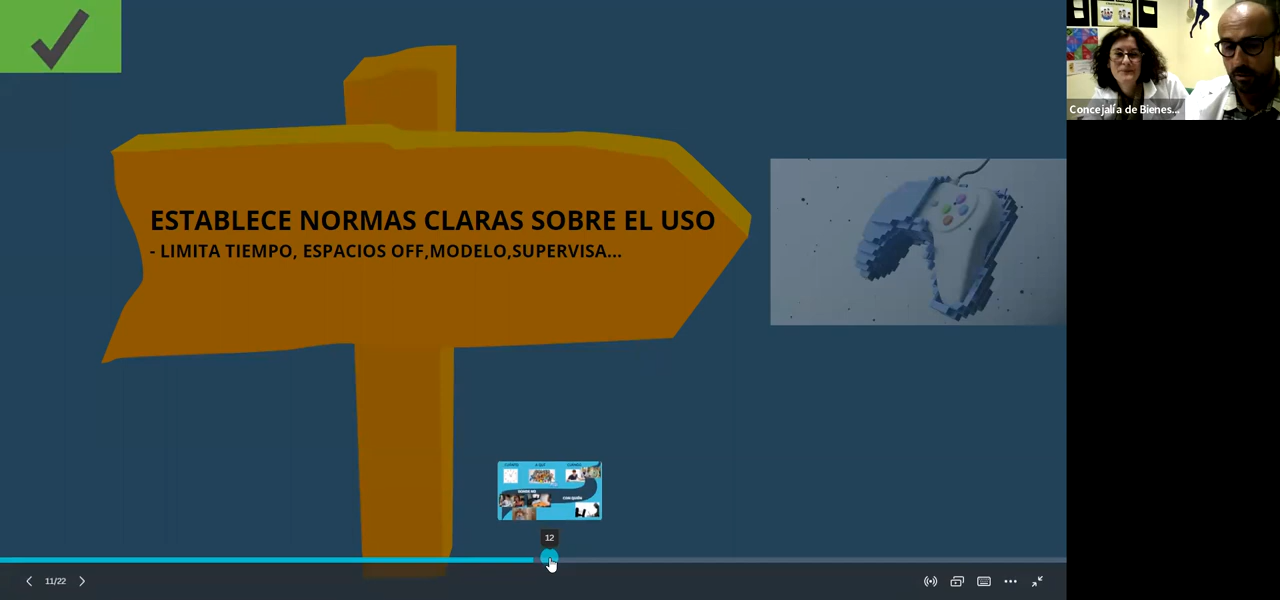 Concejalía de Bienes...
ESTABLECE NORMAS CLARAS SOBRE EL USO
- LIMITA TIEMPO, ESPACIOS OFF,MODELO,SUPERVISA...
12
11/22